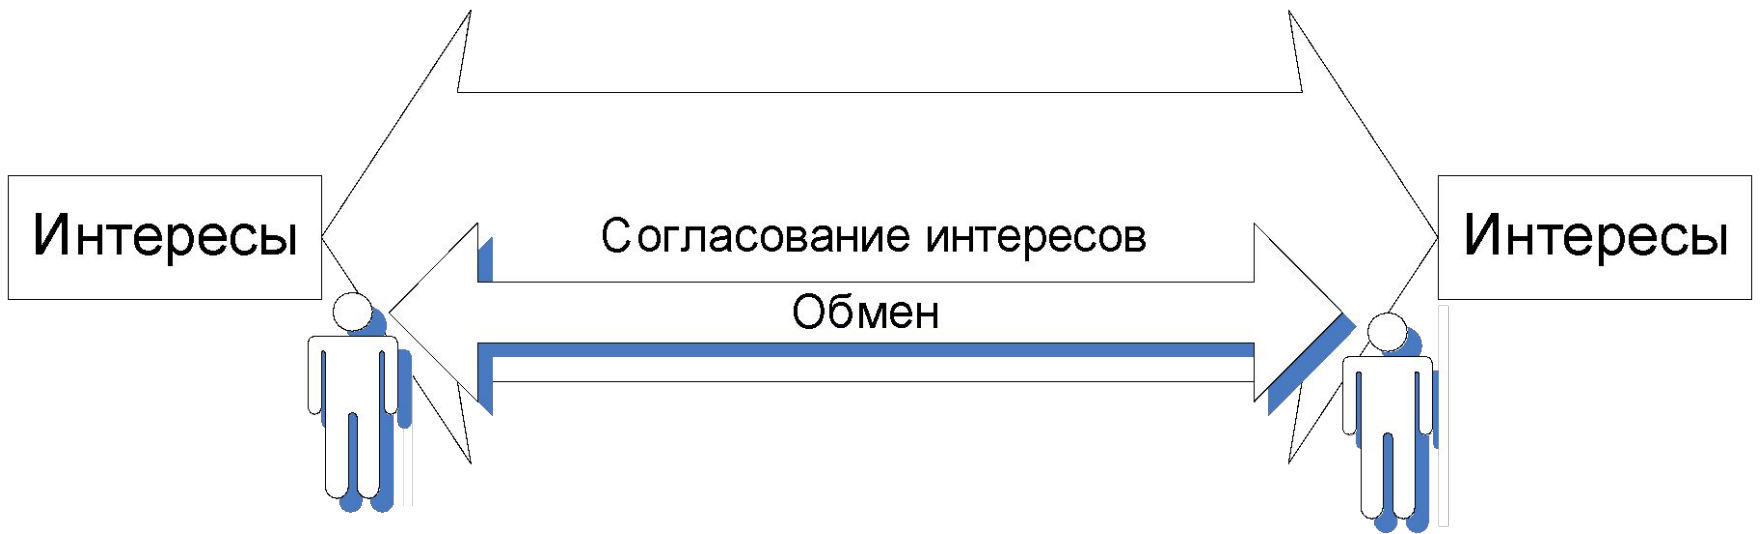 Интересы
Согласование интересов
Интересы
Обмен